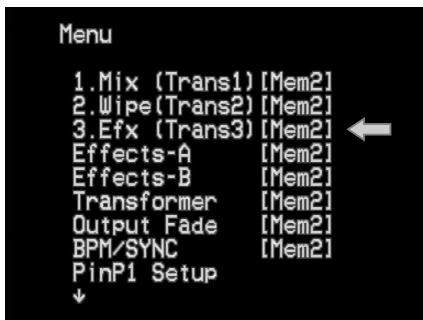 Menu
1.Mix (Trans1)[Mem2]
2.Wipe(Trans2)[Mem2]
3.Efx (Trans3)[Mem2]
Effects-A [Mem2]
Effects-B [Mem2]
Transformer [Mem2]
Output Fade [Mem2]
BPM/SYNC [Mem2]
PinP1 Setup
↓